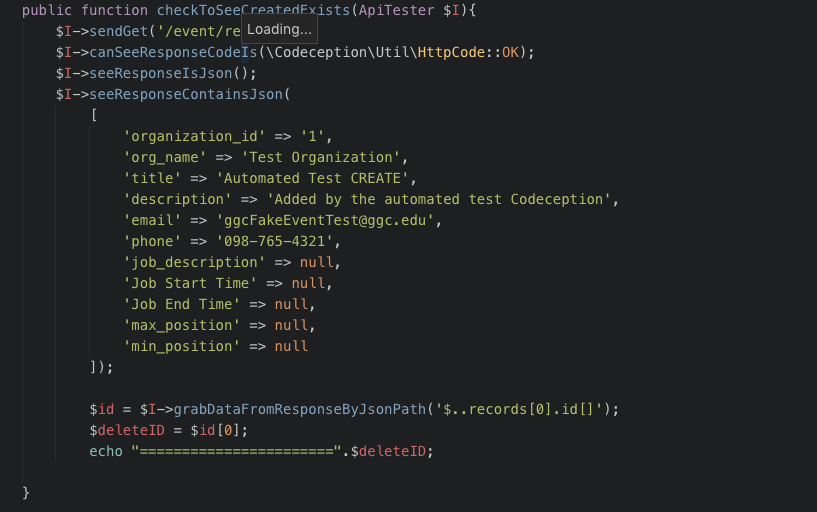 public function checkToSeeCreatedExists(ApiTester $I){
$I->sendGet('/event/re
Loading...
$I->canSeeResponseCodeIs(\Codeception\Util\HttpCode::OK);
$I->seeResponseIsJson();
$I->seeResponseContainsJson(
[
'organization_id' => '1',
'org_name' => 'Test Organization',
'title' => 'Automated Test CREATE',
'description' => 'Added by the automated test Codeception',
'email' => 'ggcFakeEventTest@ggc.edu',
'phone' => '098-765-4321',
'job_description' => null,
'Job Start Time' => null,
'Job End Time' => null,
'max_position' => null,
'min_position' => null
]);
$id = $I->grabDataFromResponseByJsonPath('$..records[0].id[]');
$deleteID = $id[0];
echo "=======================".$deleteID;
}